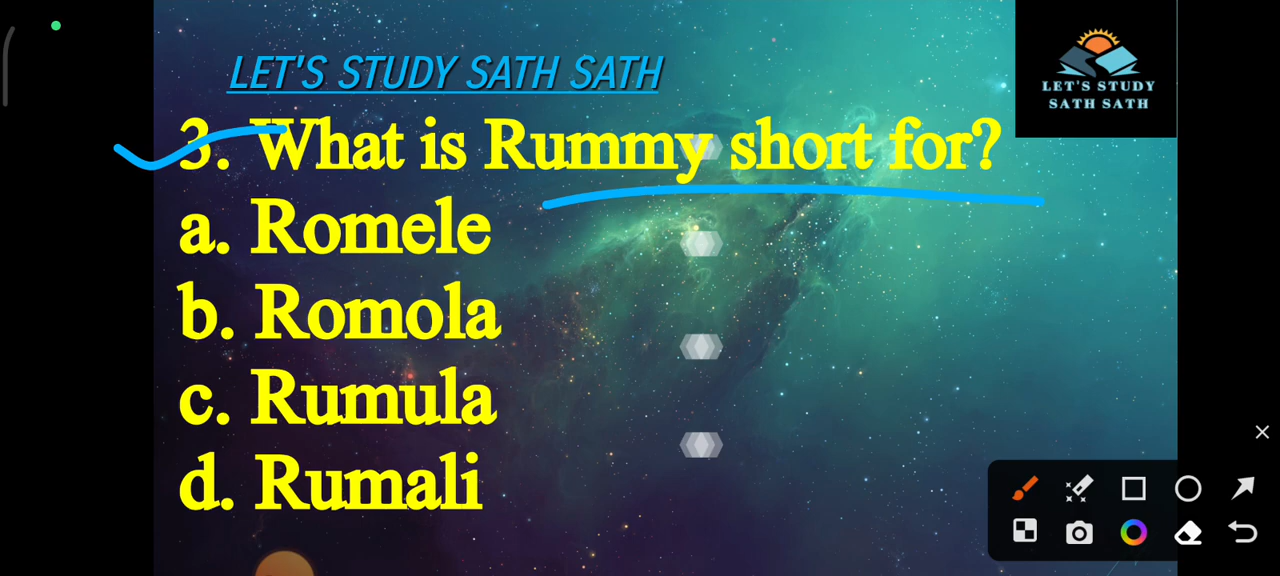 LET'S STUDY SATH SATH
LET'S STUDY
SATH SATH
3. What is Rummy short for?
a. Romele
b. Romola
c. Rumula
d. Rumali